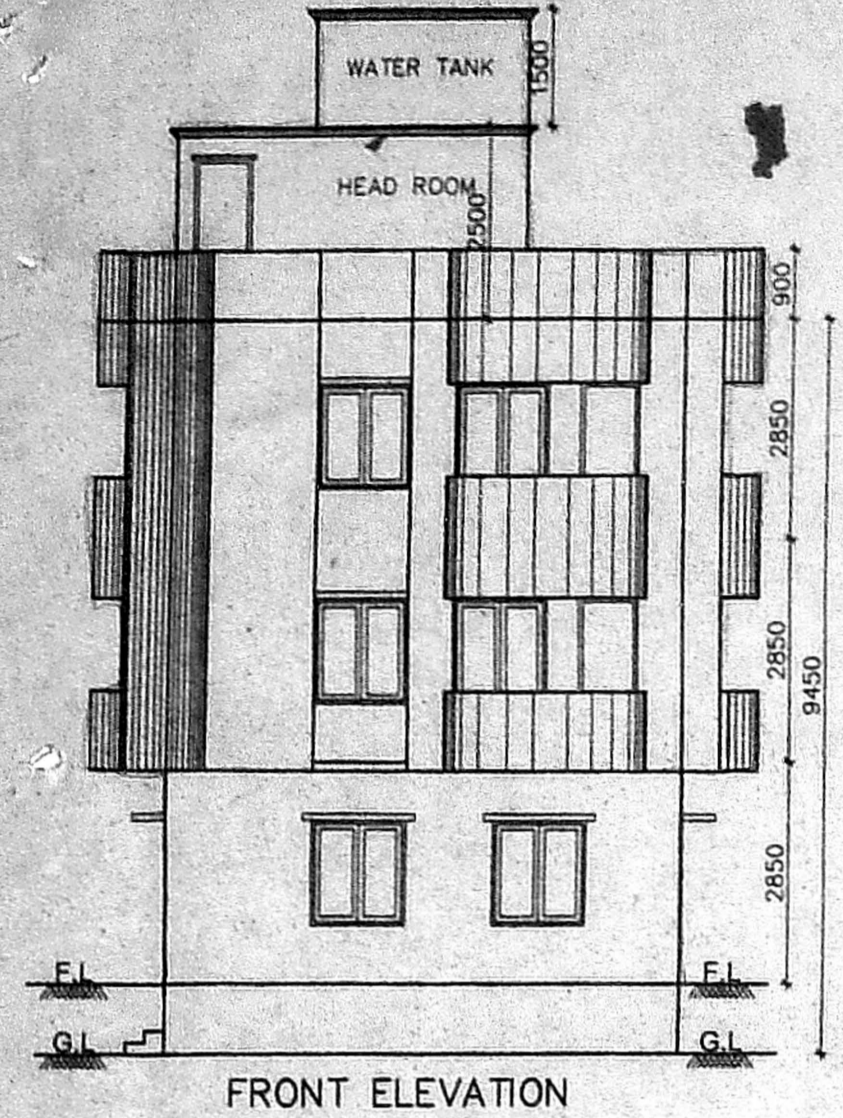 WATER TANK
1500
HEAD ROOM
2500
900
2850
2850
9450
2850
F.L
F.L
G.L
G.L
FRONT ELEVATION